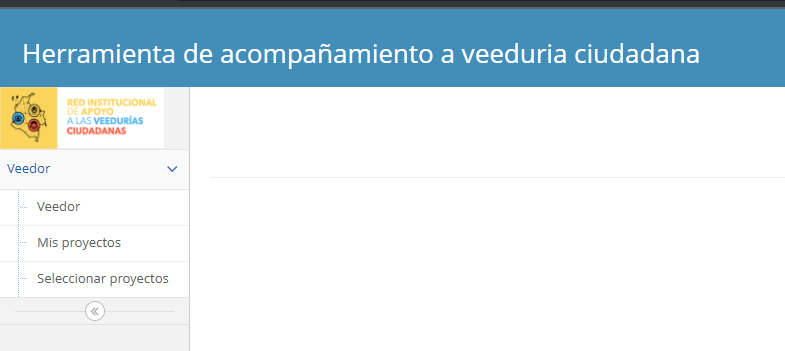 Herramienta de acompañamiento a veeduria ciudadana
RED INSTITUCIONAL
DE APOYO
A LAS VEEDURÍAS
CIUDADANAS
Veedor
Veedor
Mis proyectos
Seleccionar proyectos